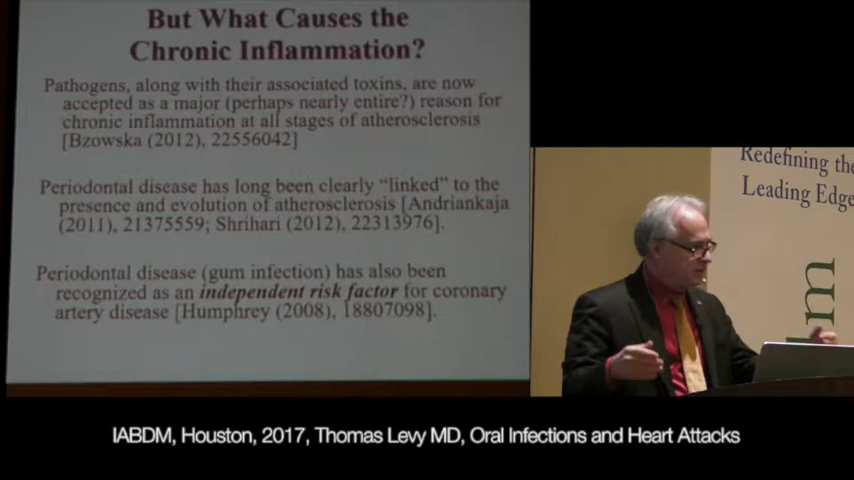 But What Causes the
Chronic Inflammation?
Pathogens, along with their associated toxins, are now
accepted as a major (perhaps nearly entire?) reason for
chronic inflammation at all stages of atherosclerosis
[Bzowska (2012), 22556042]
Periodontal disease has long been clearly “linked” to the
presence and evolution of atherosclerosis [Andriankaja
(2011), 21375559; Shrihari (2012), 22313976].
Periodontal disease (gum infection) has also been
recognized as an independent risk factor for coronary
artery disease [Humphrey (2008), 18807098].
Redefining the
Leading Edge
dm
IABDM, Houston, 2017, Thomas Levy MD, Oral Infections and Heart Attacks